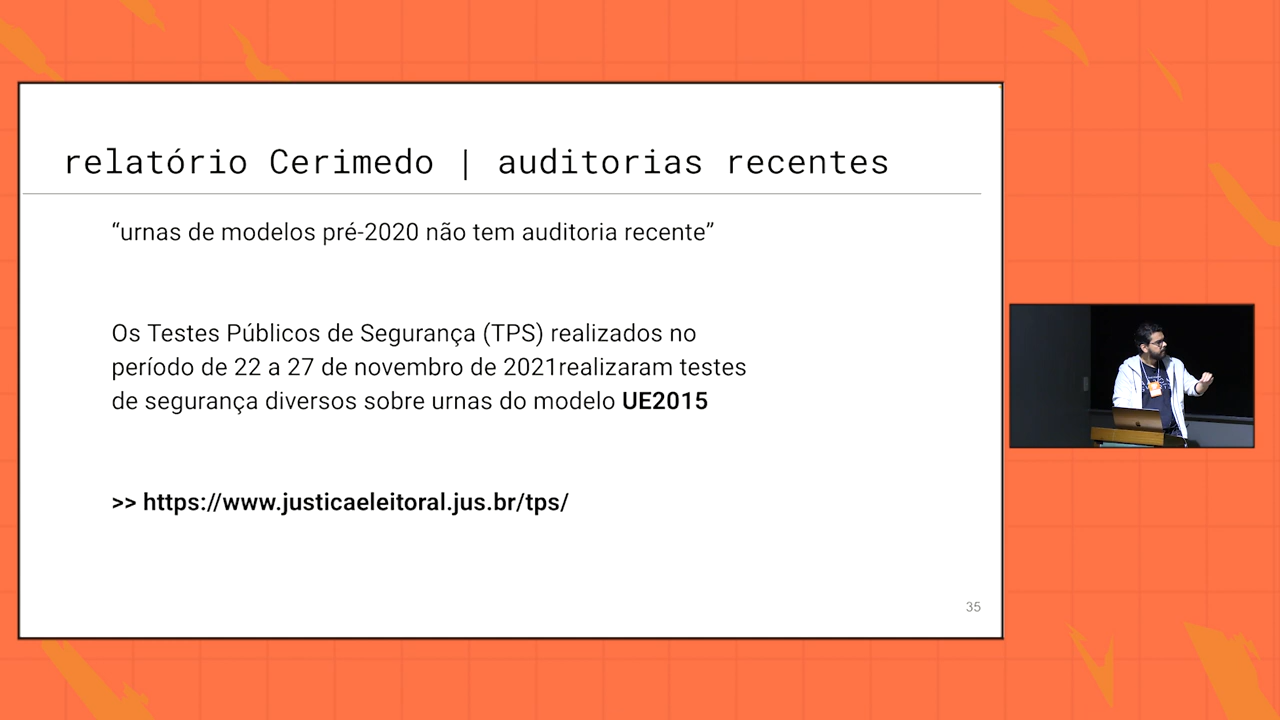 relatório Cerimedo | auditorias recentes
“urnas de modelos pré-2020 não tem auditoria recente”
Os Testes Públicos de Segurança (TPS) realizados no
período de 22 a 27 de novembro de 2021realizaram testes
de segurança diversos sobre urnas do modelo UE2015
>> https://www.justicaeleitoral.jus.br/tps/
35